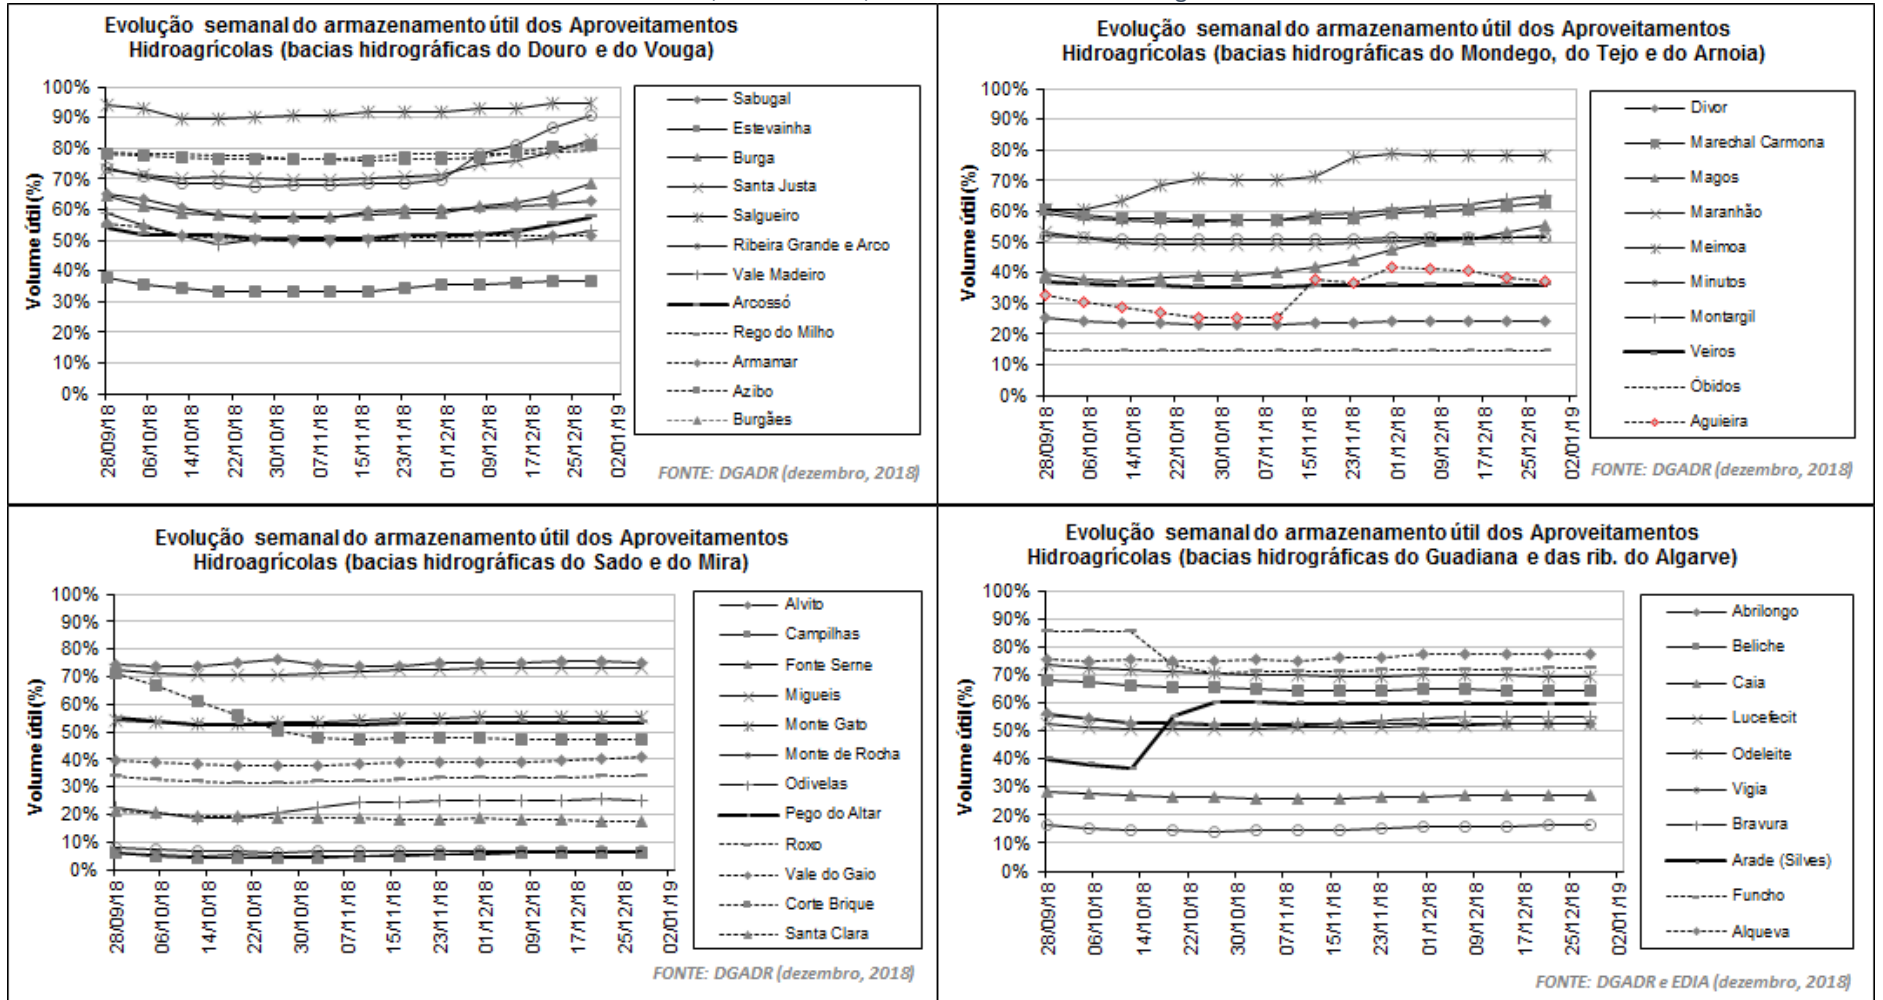 Evolução semanal do armazenamento útil dos Aproveitamentos
Hidroagrícolas (bacias hidrográficas do Douro e do Vouga)
Volume útil (%)
100%
90%
80%
70%
60%
50%
40%
30%
20%
10%
0%
28/09/18
06/10/18
14/10/18
22/10/18
30/10/18
07/11/18
15/11/18
23/11/18
01/12/18
09/12/18
17/12/18
25/12/18
02/01/19
Sabugal
Estevainha
Burga
Santa Justa
Salgueiro
Ribeira Grande e Arco
Vale Madeiro
Arcossó
Rego do Milho
Armamar
Azibo
Burgães
FONTE: DGADR (dezembro, 2018)
Evolução semanal do armazenamento útil dos Aproveitamentos
Hidroagrícolas (bacias hidrográficas do Mondego, do Tejo e do Arnoia)
Volume útil (%)
100%
90%
80%
70%
60%
50%
40%
30%
20%
10%
0%
28/09/18
06/10/18
14/10/18
22/10/18
30/10/18
07/11/18
15/11/18
23/11/18
01/12/18
09/12/18
17/12/18
25/12/18
02/01/19
Divor
Marechal Carmona
Magos
Maranhão
Meimoa
Minutos
Montargil
Veiros
Óbidos
Aguieira
FONTE: DGADR (dezembro, 2018)
Evolução semanal do armazenamento útil dos Aproveitamentos
Hidroagrícolas (bacias hidrográficas do Sado e do Mira)
Volume útil (%)
100%
90%
80%
70%
60%
50%
40%
30%
20%
10%
0%
28/09/18
06/10/18
14/10/18
22/10/18
30/10/18
07/11/18
15/11/18
23/11/18
01/12/18
09/12/18
17/12/18
25/12/18
02/01/19
Alvito
Campilhas
Fonte Serne
Migueis
Monte Gato
Monte de Rocha
Odivelas
Pego do Altar
Roxo
Vale do Gaio
Corte Brique
Santa Clara
FONTE: DGADR (dezembro, 2018)
Evolução semanal do armazenamento útil dos Aproveitamentos
Hidroagrícolas (bacias hidrográficas do Guadiana e das rib. do Algarve)
Volume útil (%)
100%
90%
80%
70%
60%
50%
40%
30%
20%
10%
0%
28/09/18
06/10/18
14/10/18
22/10/18
30/10/18
07/11/18
15/11/18
23/11/18
01/12/18
09/12/18
17/12/18
25/12/18
02/01/19
Abrilongo
Beliche
Caia
Lucefecit
Odeleite
Vigia
Bravura
Arade (Silves)
Funcho
Alqueva
FONTE: DGADR e EDIA (dezembro, 2018)